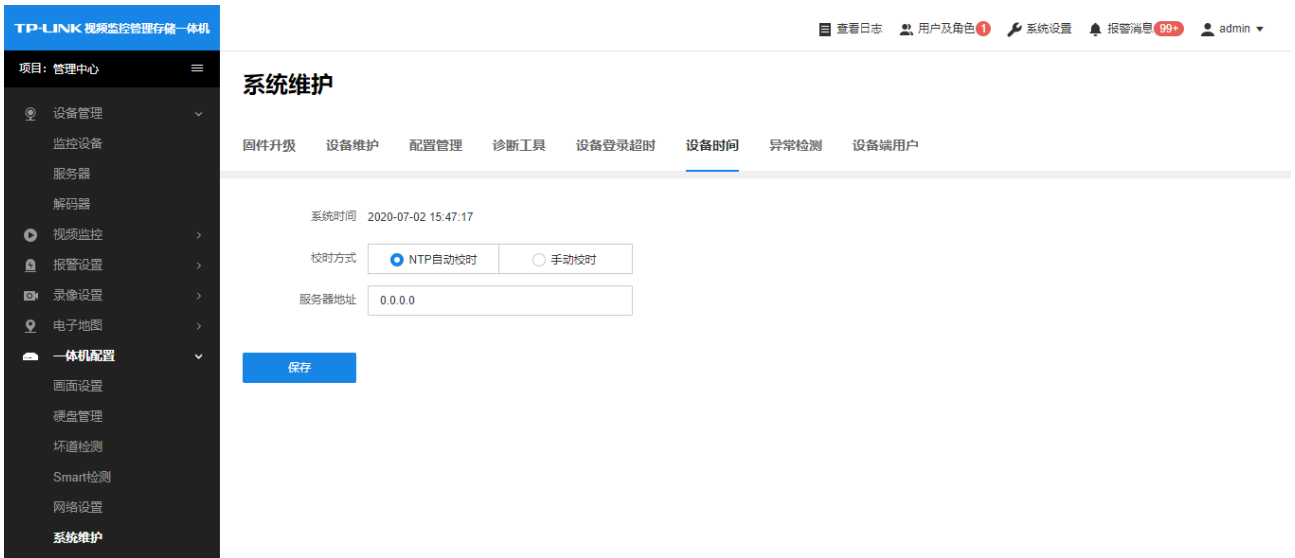 TP-LINK 视频监控管理存储一体机
查看日志 用户及角色 1 系统设置 报警消息 99+ admin
项目: 管理中心
系统维护
设备管理
监控设备
服务器
解码器
视频监控
报警设置
录像设置
电子地图
一体机配置
画面设置
硬盘管理
坏道检测
Smart检测
网络设置
系统维护
固件升级 设备维护 配置管理 诊断工具 设备登录超时 设备时间 异常检测 设备端用户
系统时间 2020-07-02 15:47:17
校时方式 NTP自动校时 手动校时
服务器地址 0.0.0.0
保存